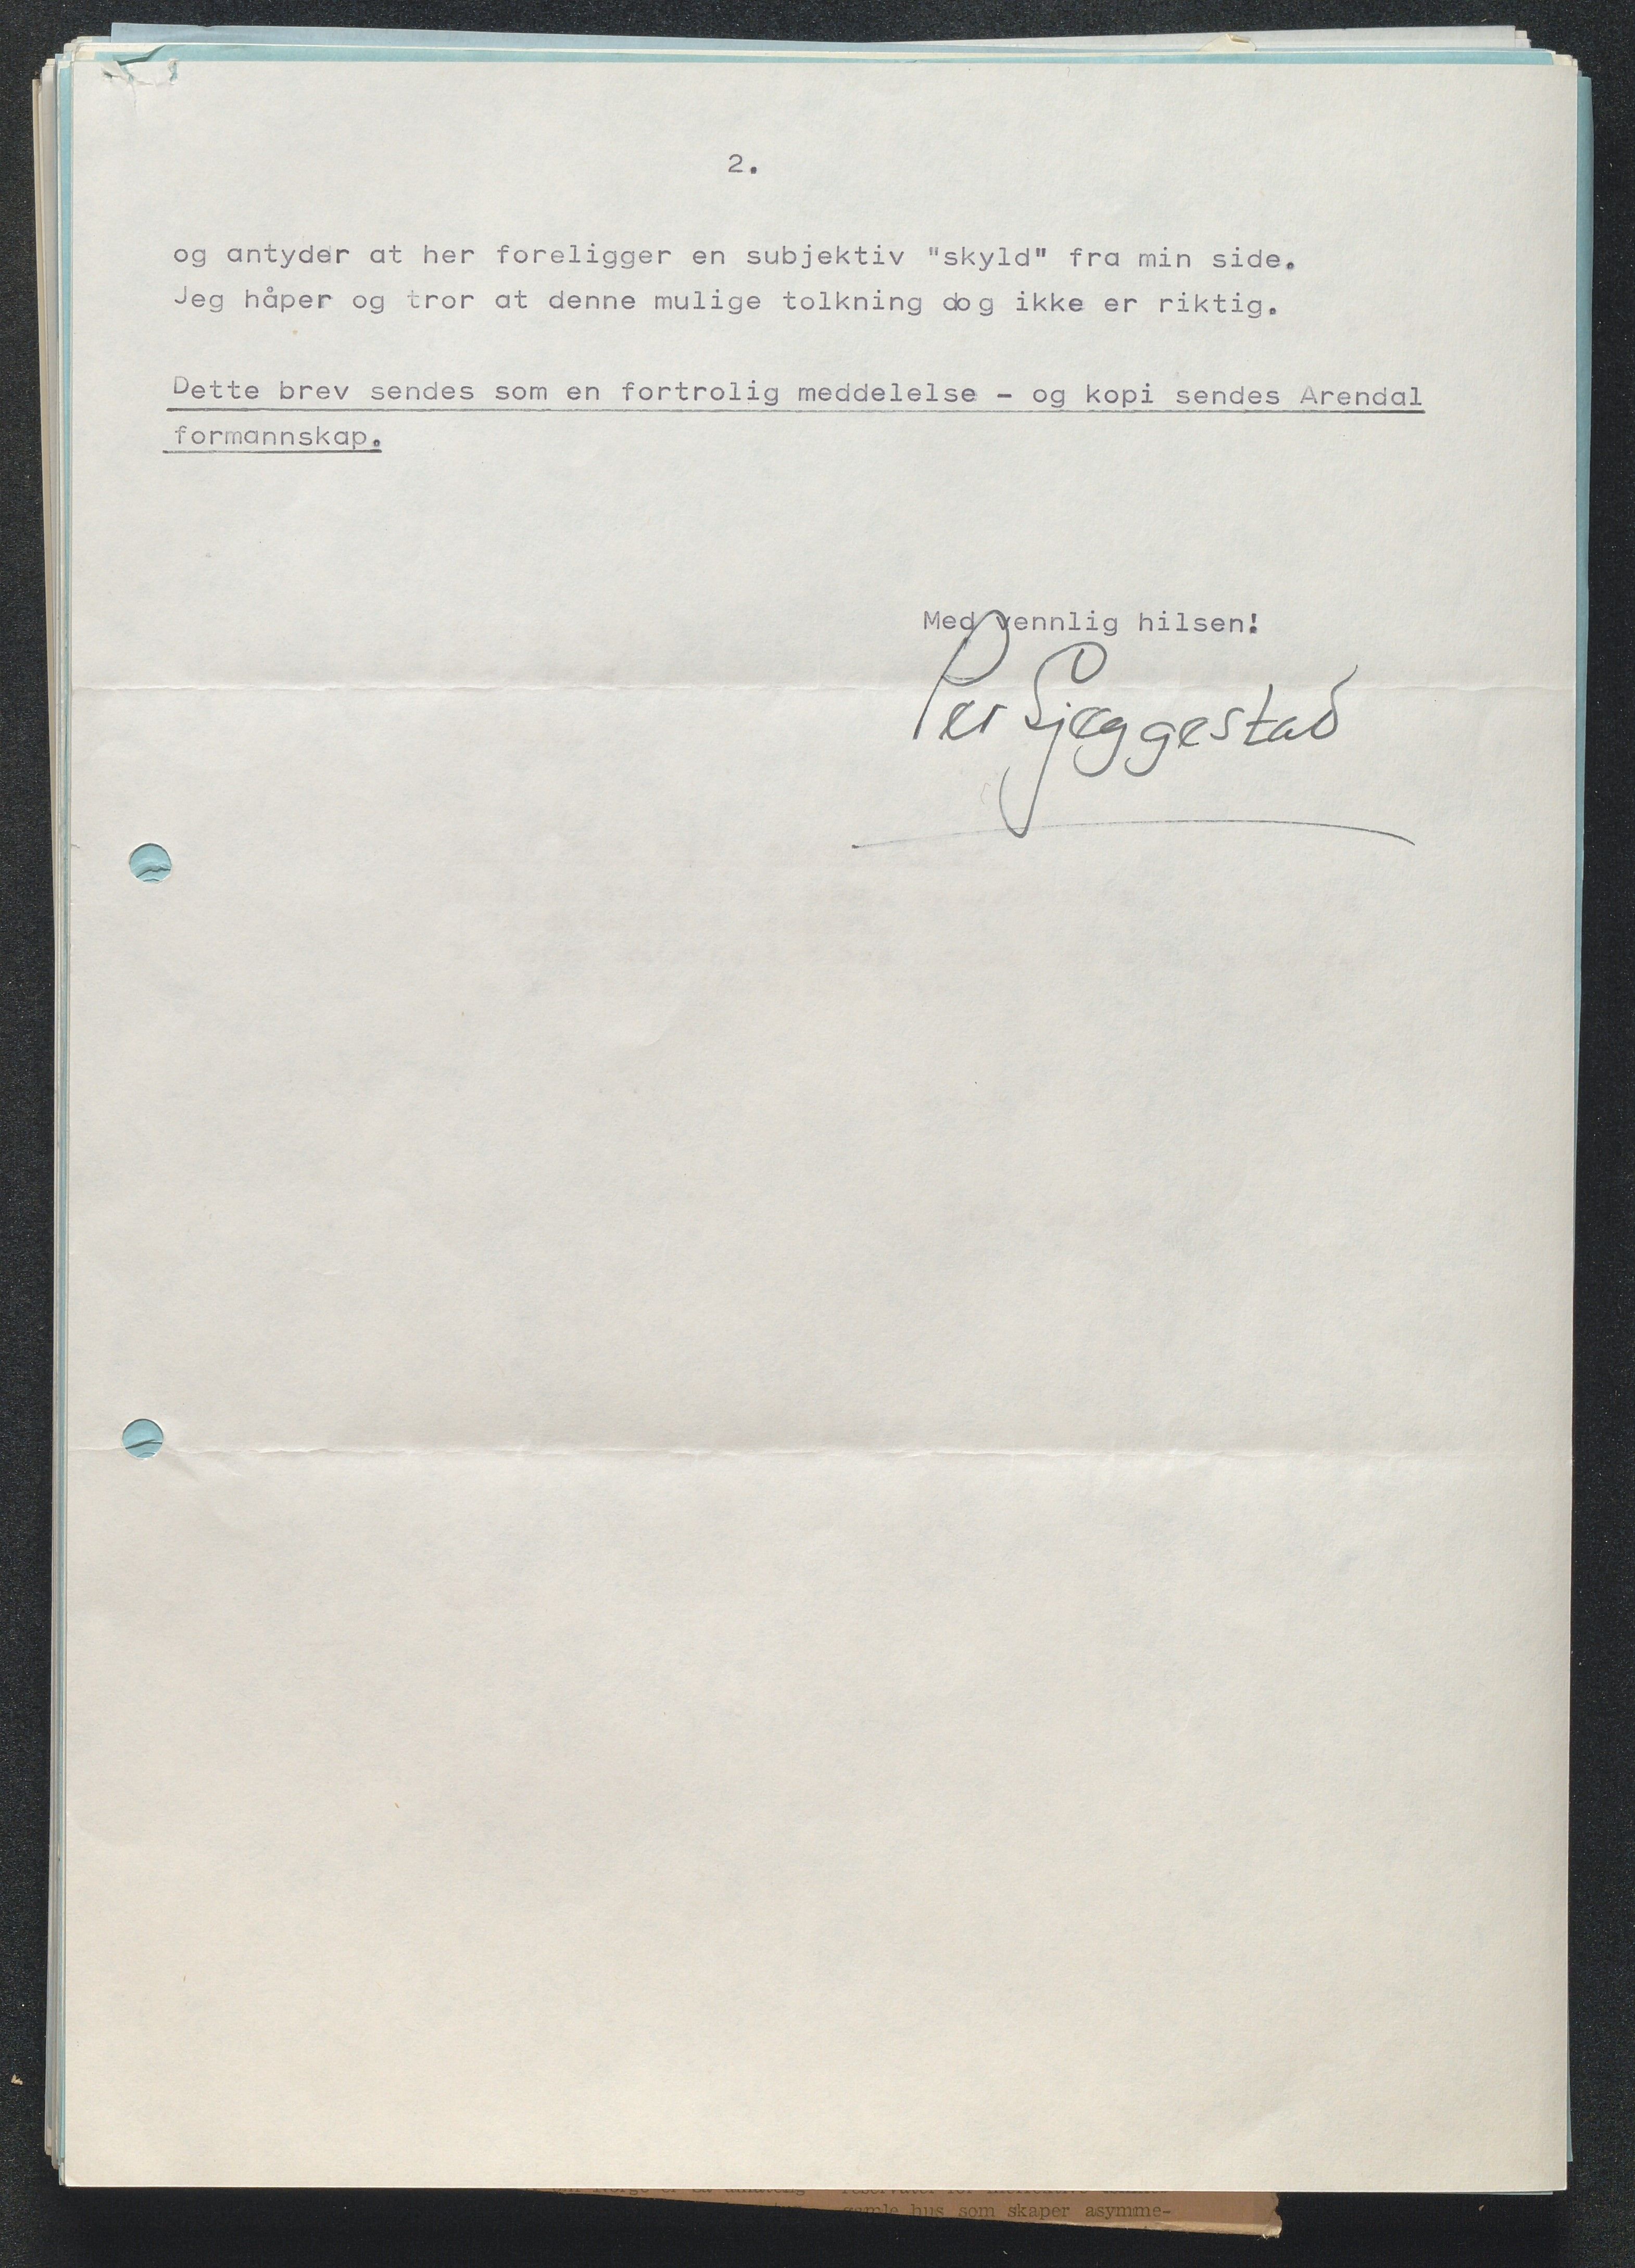 2.
og antyder at her foreligger en subjektiv "skyld" fra min side.
Jeg håper og tror at denne mulige tolkning dog ikke er riktig.
Dette brev sendes som en fortrolig meddelelse - og kopi sendes Arendal
formannskap.
Med vennlig hilsen!
Per
gamle hus som skaper asymme-